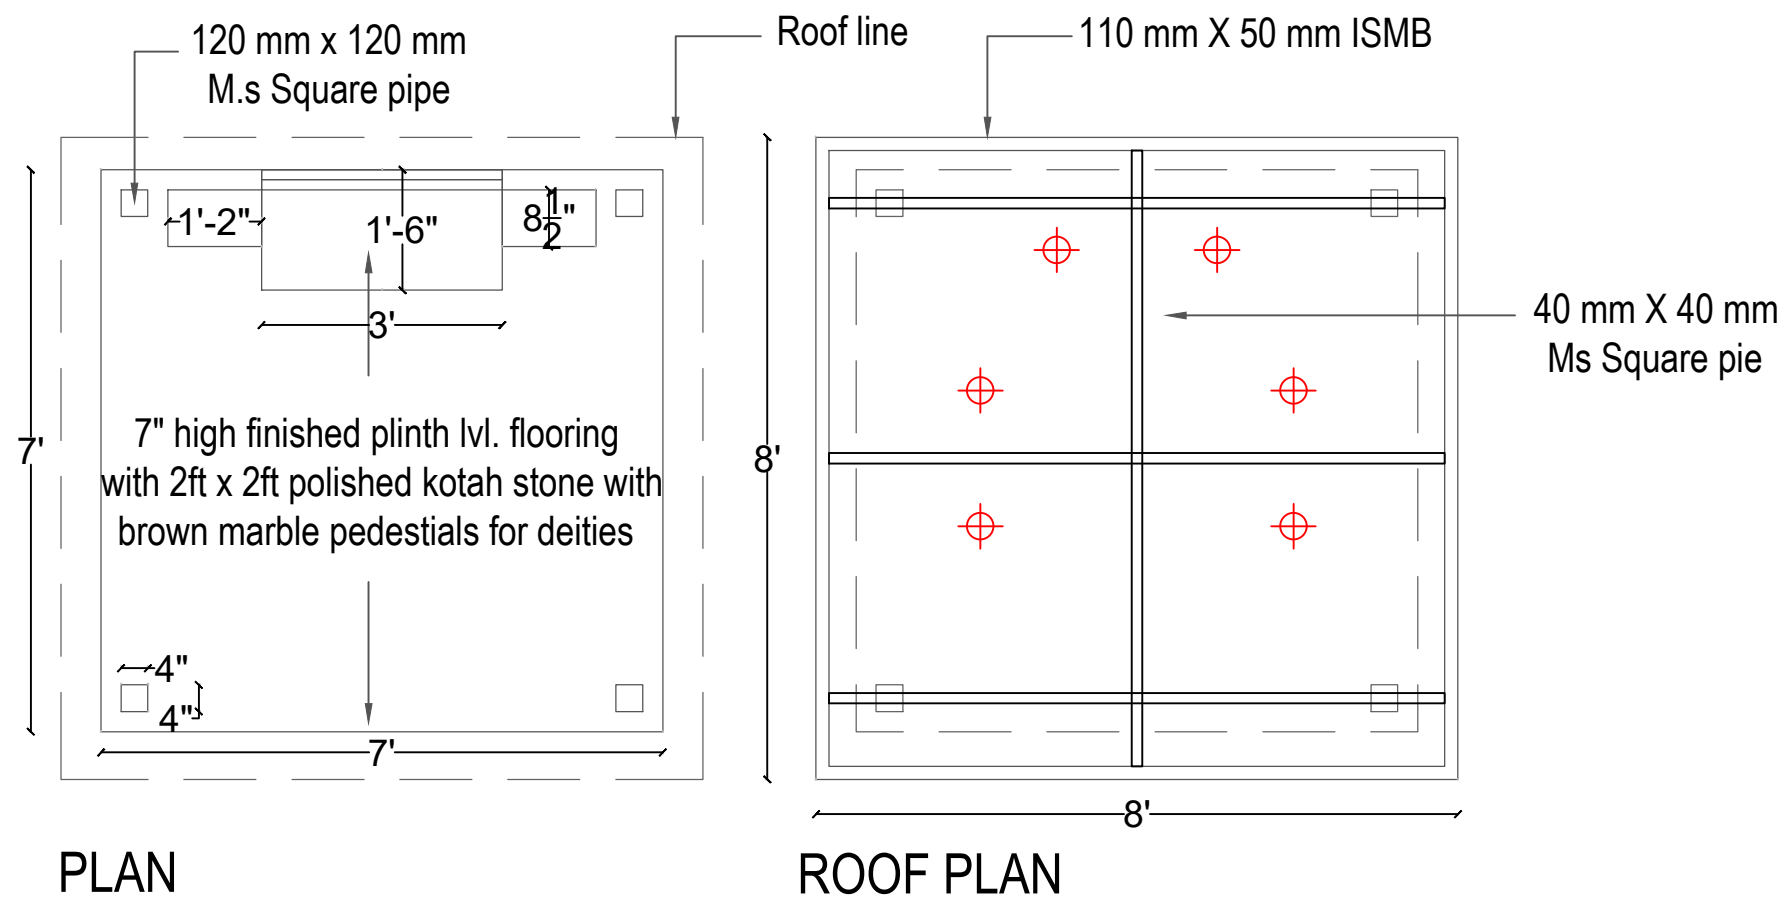 120 mm x 120 mm
M.s Square pipe
Roof line
110 mm X 50 mm ISMB
1'-2"
1'-6"
8 1/2"
3'
40 mm X 40 mm
Ms Square pie
7'
7" high finished plinth lvl. flooring
with 2ft x 2ft polished kotah stone with
brown marble pedestials for deities
8'
4"
4"
7'
8'
PLAN
ROOF PLAN